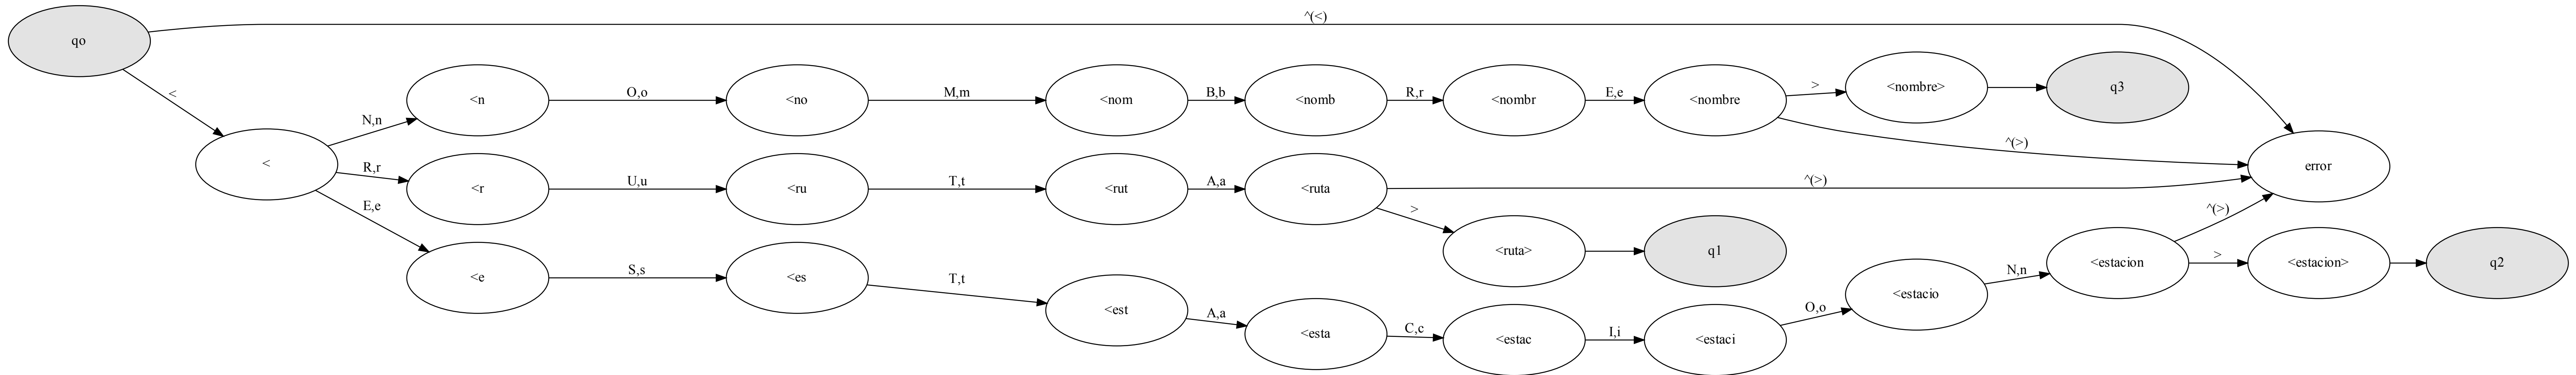 ^(<)
qo
<
N,n
<n
O,o
<no
M,m
<nom
B,b
<nomb
R,r
<nombr
E,e
<nombre
>
<nombre>
q3
^(>)
<
R,r
<r
U,u
<ru
T,t
<rut
A,a
<ruta
^(>)
error
>
<ruta>
q1
E,e
<e
S,s
<es
T,t
<est
A,a
<esta
C,c
<estac
I,i
<estaci
O,o
<estacio
N,n
<estacion
^(>)
>
<estacion>
q2